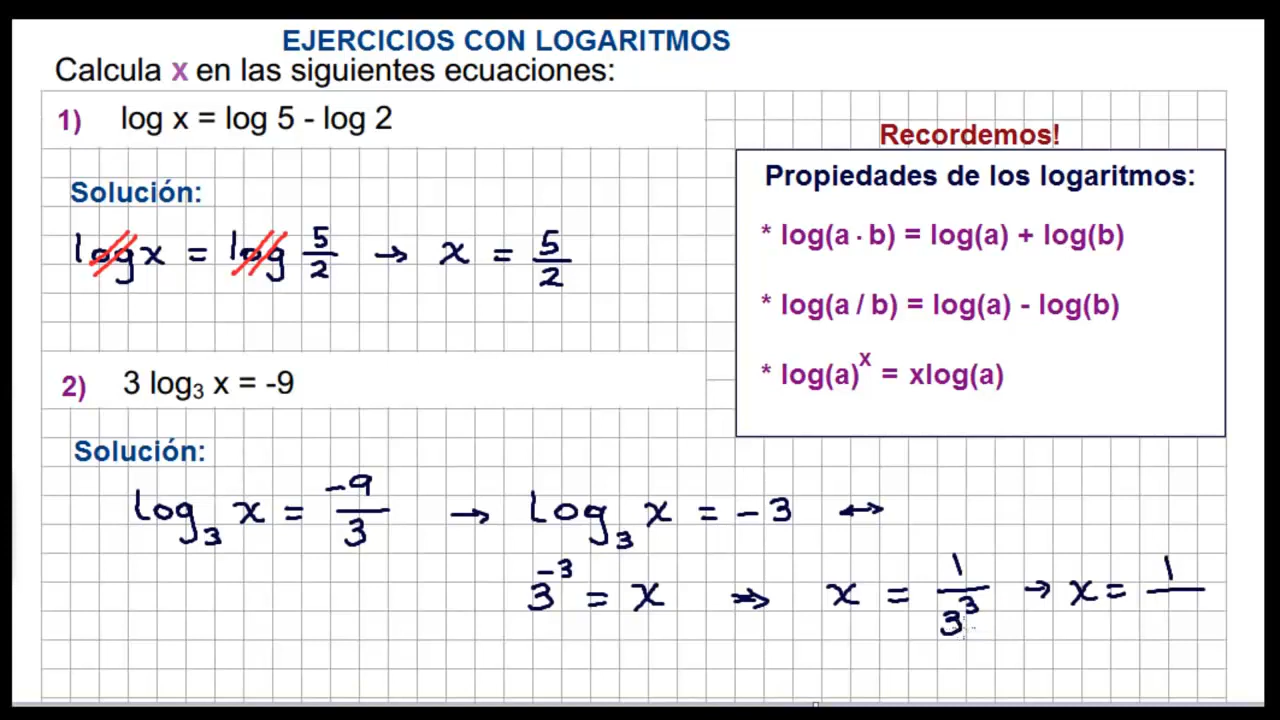 EJERCICIOS CON LOGARITMOS
Calcula x en las siguientes ecuaciones:
1) log x = log 5 - log 2
Solución:
log x = log 5/2 → x = 5/2
Recordemos!
Propiedades de los logaritmos:
* log(a · b) = log(a) + log(b)
* log(a / b) = log(a) - log(b)
* log(a)^x = xlog(a)
2) 3 log₃ x = -9
Solución:
log₃ x = -9/3 → log₃ x = -3 ↔
3⁻³ = x ⇒ x = 1/3³ → x = 1/